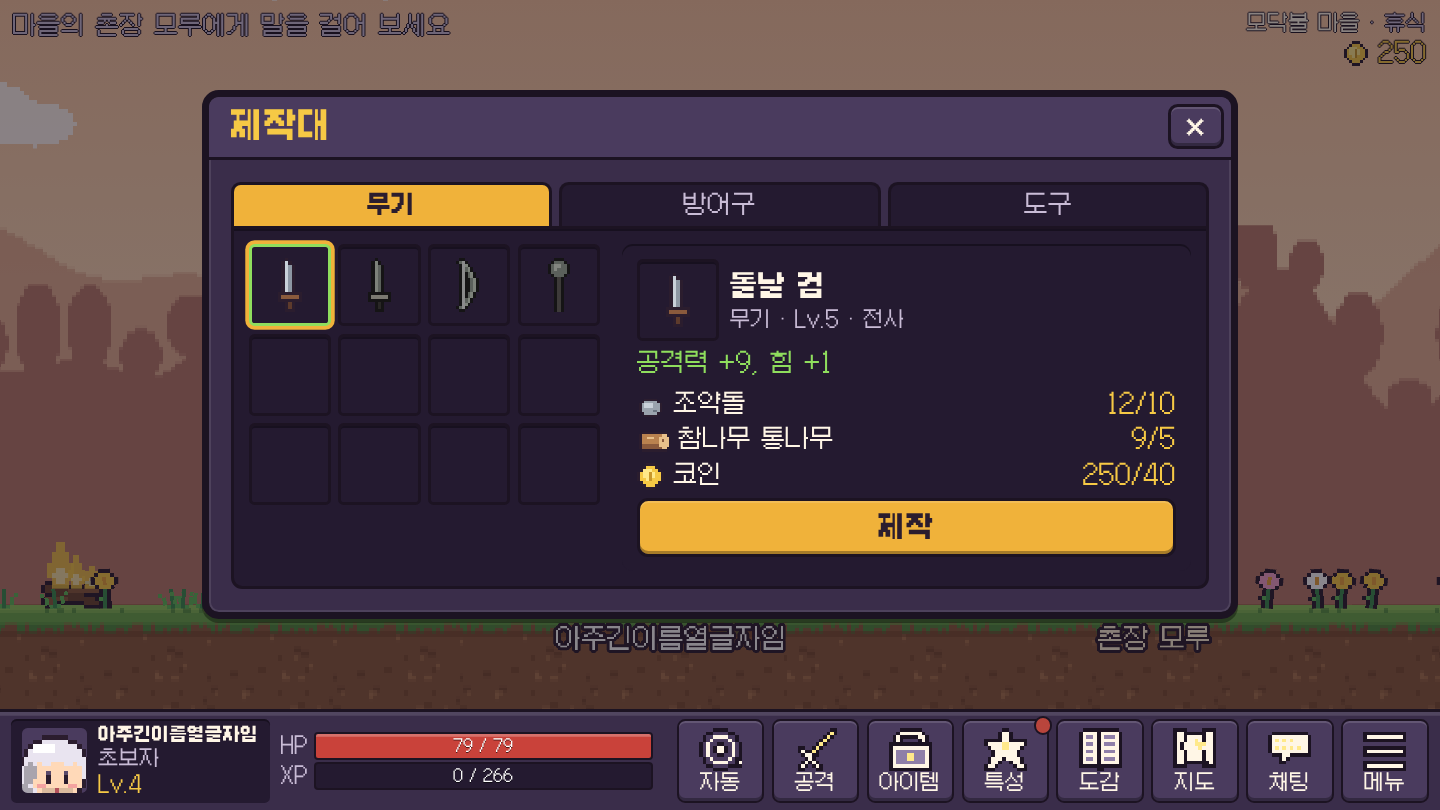 마을의 촌장 모루에게 말을 걸어 보세요
모닥불 마을 · 휴식
250
제작대
×
무기
방어구
도구
돌날 검
무기 · Lv.5 · 전사
공격력 +9, 힘 +1
조약돌 12/10
참나무 통나무 9/5
코인 250/40
제작
아주긴이름열글자임
촌장 모루
아주긴이름열글자임
초보자
Lv.4
HP 79 / 79
XP 0 / 266
자동
공격
아이템
특성
도감
지도
채팅
메뉴